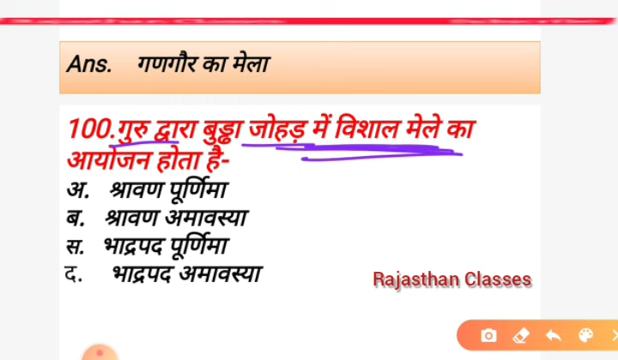 Ans. गणगौर का मेला
100.गुरु द्वारा बुड्ढा जोहड़ में विशाल मेले का
आयोजन होता है-
अ. श्रावण पूर्णिमा
ब. श्रावण अमावस्या
स. भाद्रपद पूर्णिमा
द. भाद्रपद अमावस्या
Rajasthan Classes